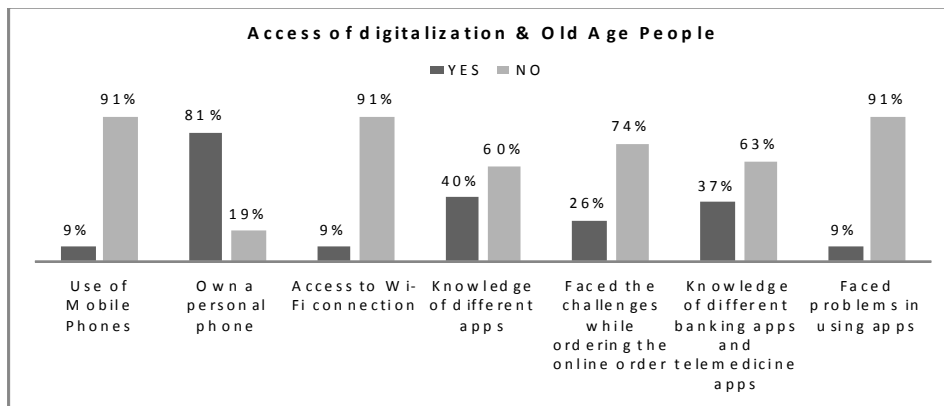 Access of digitalization & Old Age People
YES NO
9% 91% 81% 19% 9% 91% 40% 60% 26% 74% 37% 63% 9% 91%
Use of
Mobile
Phones
Own a
personal
phone
Access to Wi-
Fi connection
Knowledge
of different
apps
Faced the
challenges
while
ordering the
online order
Knowledge
of different
banking apps
and
telemedicine
apps
Faced
problems in
using apps